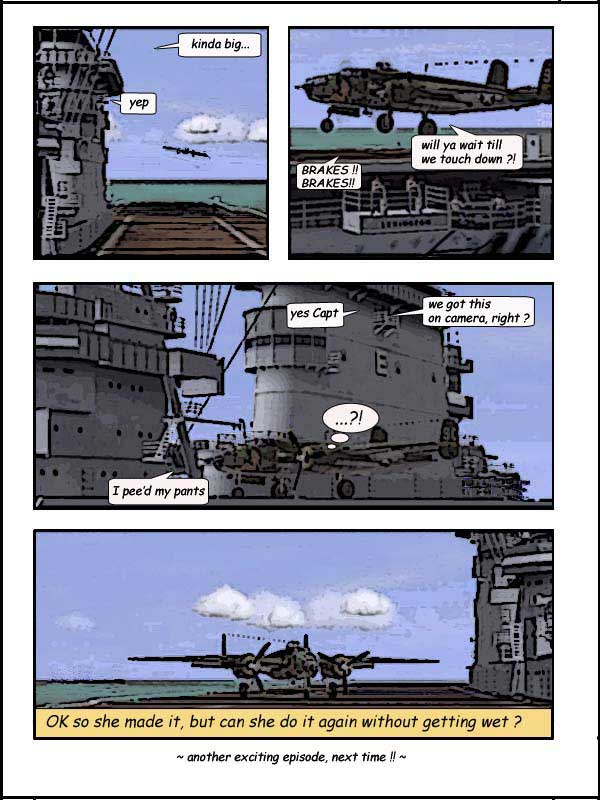 kinda big...
yep
will ya wait till
we touch down ?!
BRAKES !!
BRAKES!!
LEXINGTON
yes Capt
we got this
on camera, right ?
...?!
I pee'd my pants
OK so she made it, but can she do it again without getting wet ?
~ another exciting episode, next time !! ~